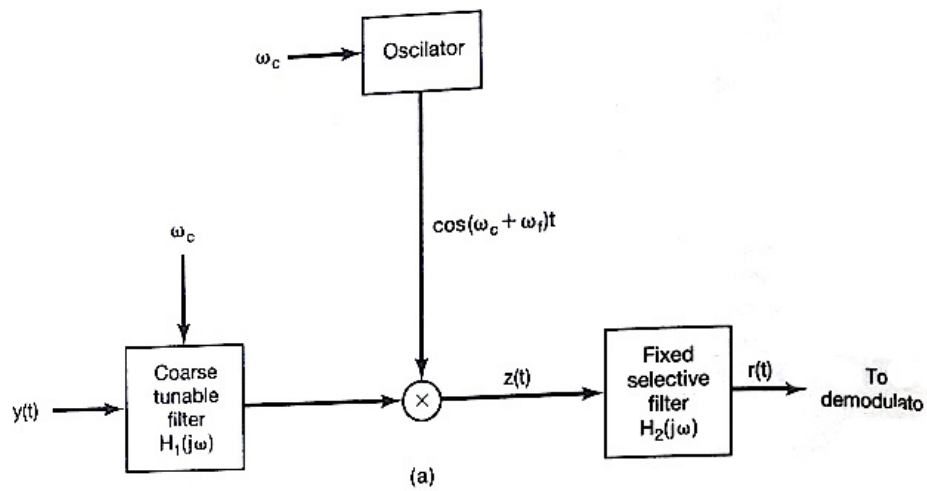 ω_c
Oscilator
cos(ω_c + ω_f)t
ω_c
Coarse
tunable
filter
H_1(jω)
y(t)
×
z(t)
Fixed
selective
filter
H_2(jω)
r(t)
To
demodulato
(a)